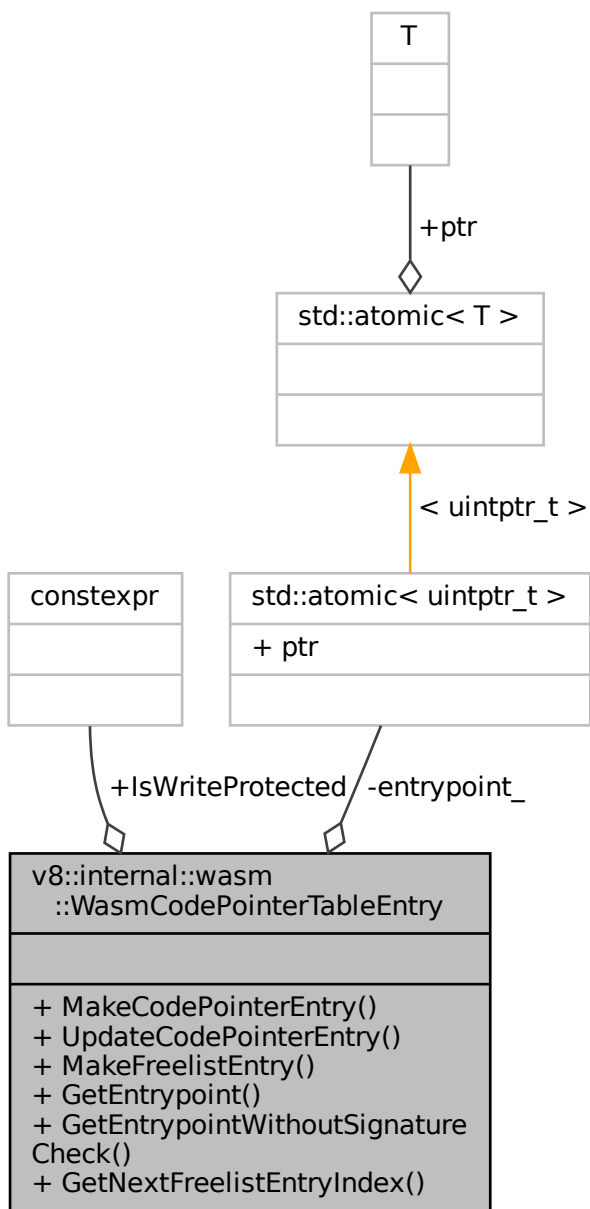 T
+ptr
std::atomic< T >
< uintptr_t >
constexpr
std::atomic< uintptr_t >
+ ptr
+IsWriteProtected
-entrypoint_
v8::internal::wasm
::WasmCodePointerTableEntry
+ MakeCodePointerEntry()
+ UpdateCodePointerEntry()
+ MakeFreelistEntry()
+ GetEntrypoint()
+ GetEntrypointWithoutSignature
Check()
+ GetNextFreelistEntryIndex()